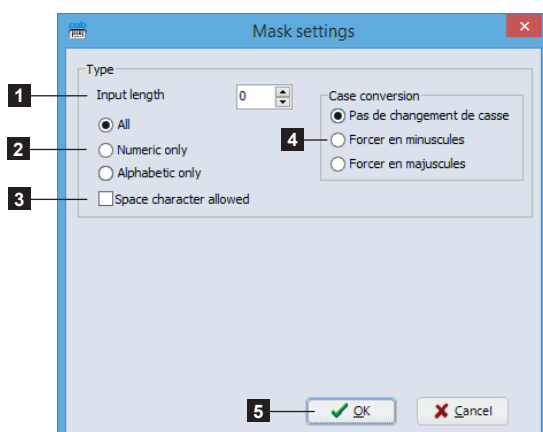 cab
Mask settings
Type
1 Input length 0
All
2 Numeric only
Alphabetic only
3 Space character allowed
Case conversion
Pas de changement de casse
4 Forcer en minuscules
Forcer en majuscules
5 OK
Cancel